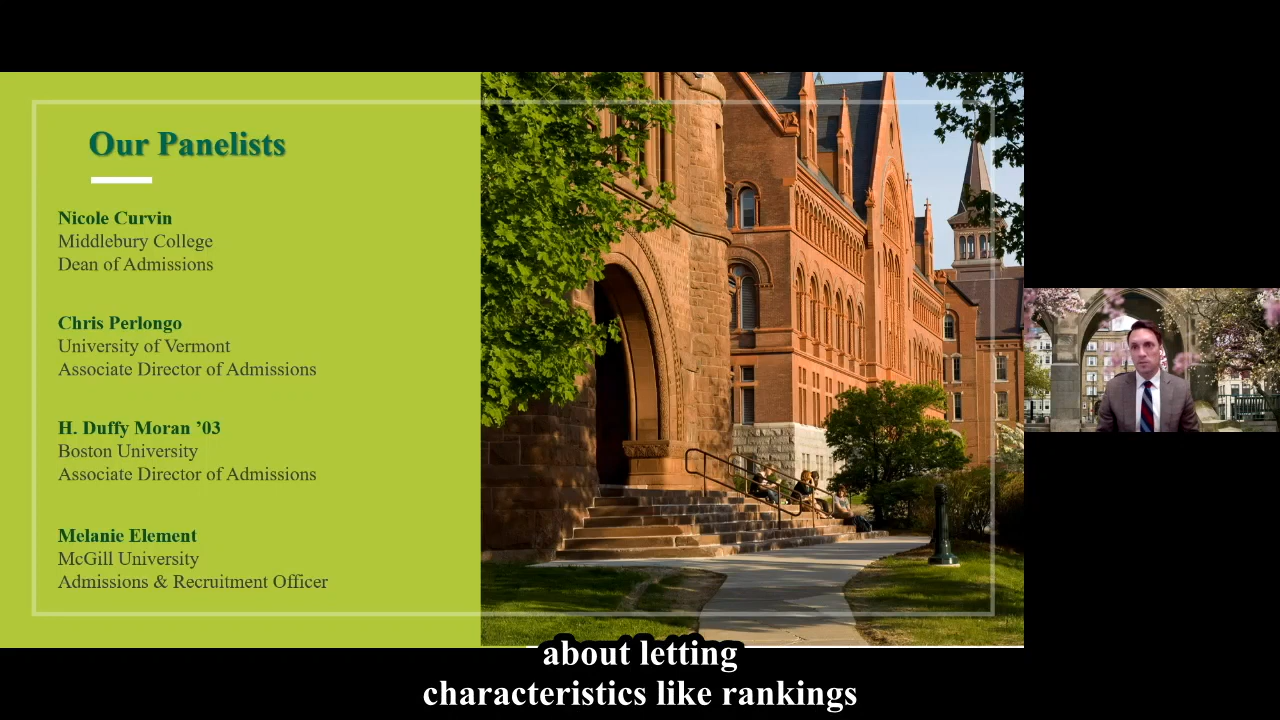 Our Panelists
Nicole Curvin
Middlebury College
Dean of Admissions
Chris Perlongo
University of Vermont
Associate Director of Admissions
H. Duffy Moran ’03
Boston University
Associate Director of Admissions
Melanie Element
McGill University
Admissions & Recruitment Officer
about letting
characteristics like rankings